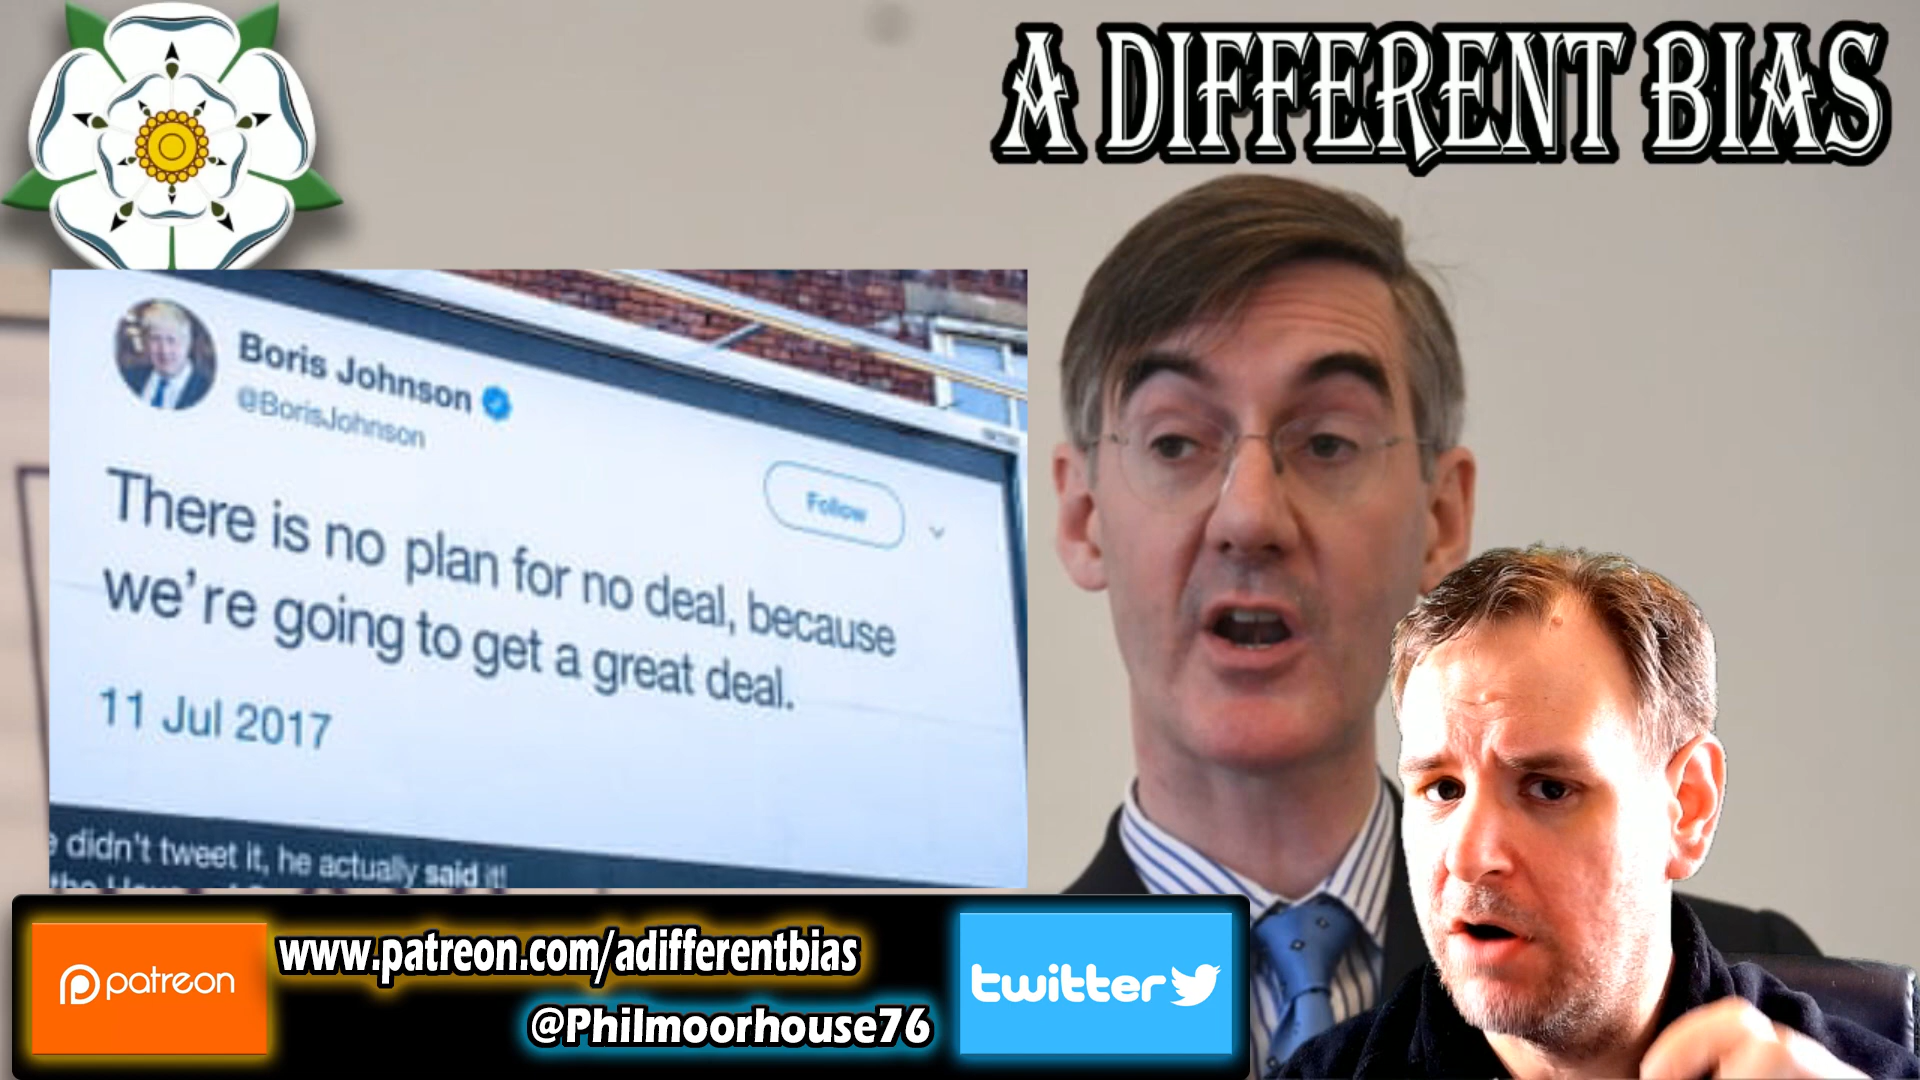 A DIFFERENT BIAS
Boris Johnson
@BorisJohnson
Follow
There is no plan for no deal, because
we're going to get a great deal.
11 Jul 2017
didn't tweet it, he actually said it!
patreon
www.patreon.com/adifferentbias
@Philmoorhouse76
twitter